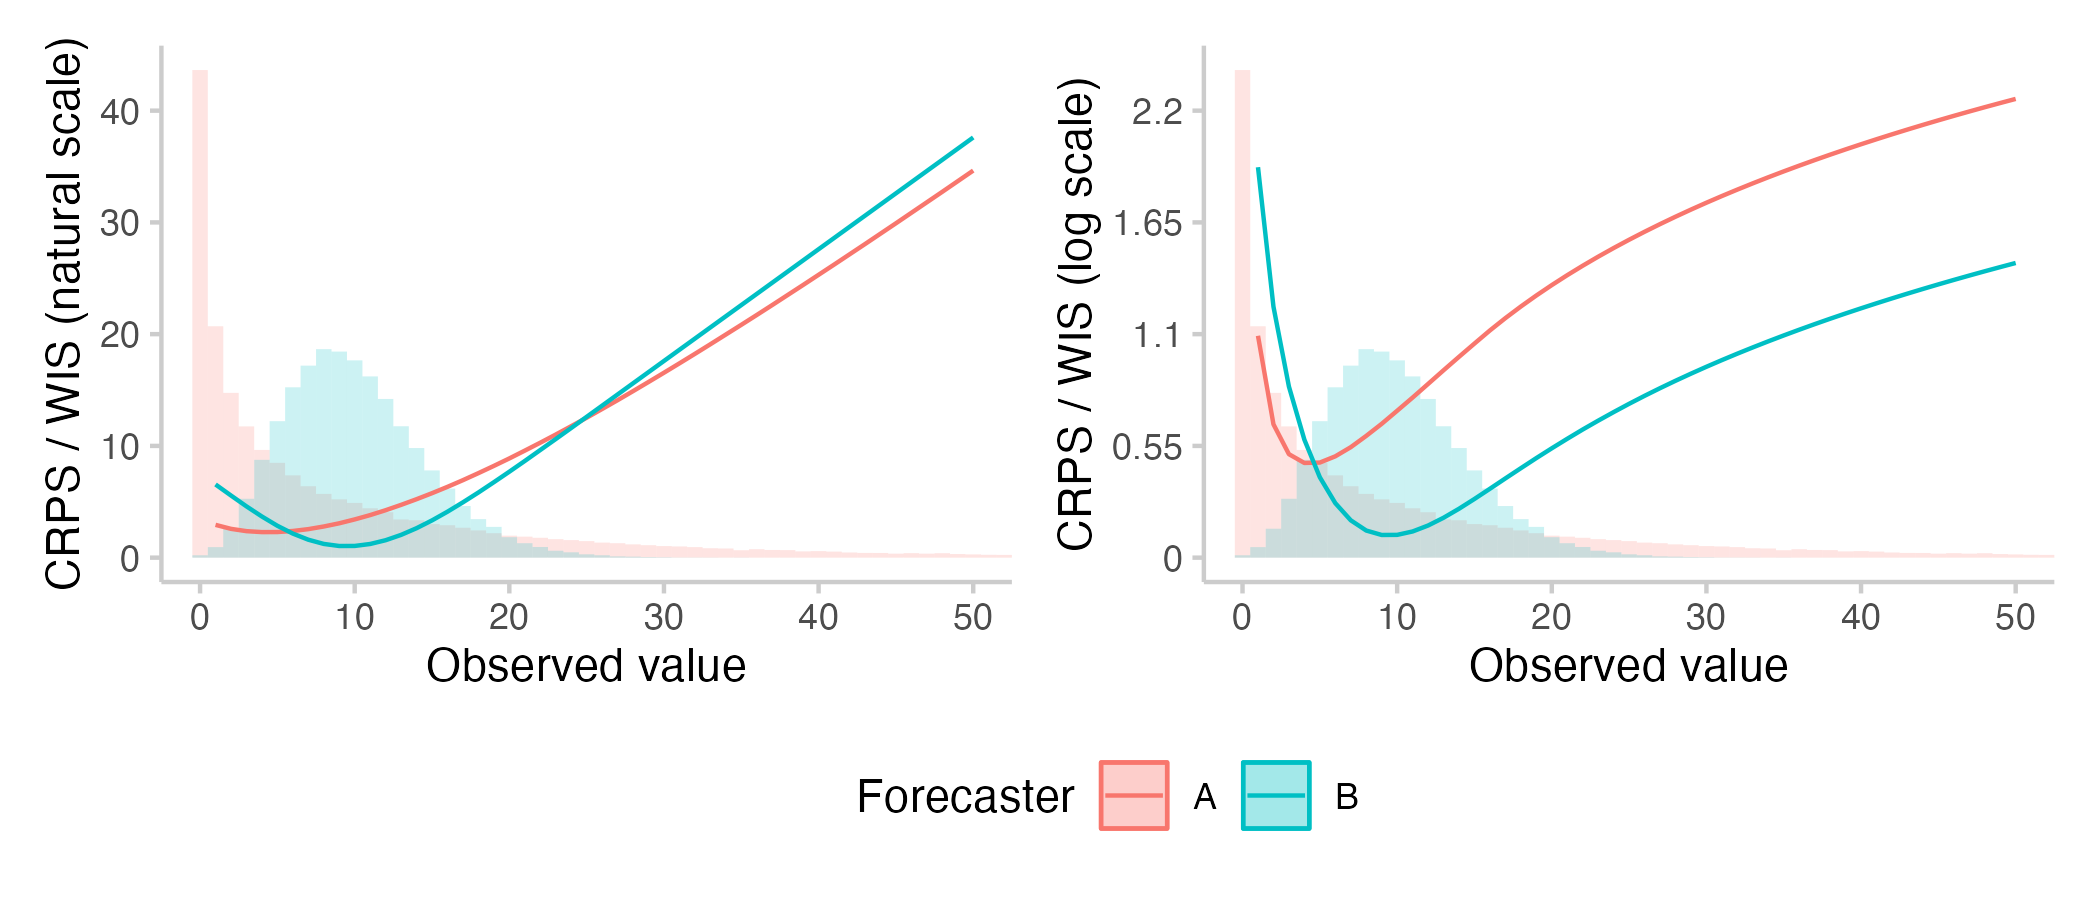 CRPS / WIS (natural scale)
40
30
20
10
0
0 10 20 30 40 50
Observed value
CRPS / WIS (log scale)
2.2
1.65
1.1
0.55
0
0 10 20 30 40 50
Observed value
Forecaster A B